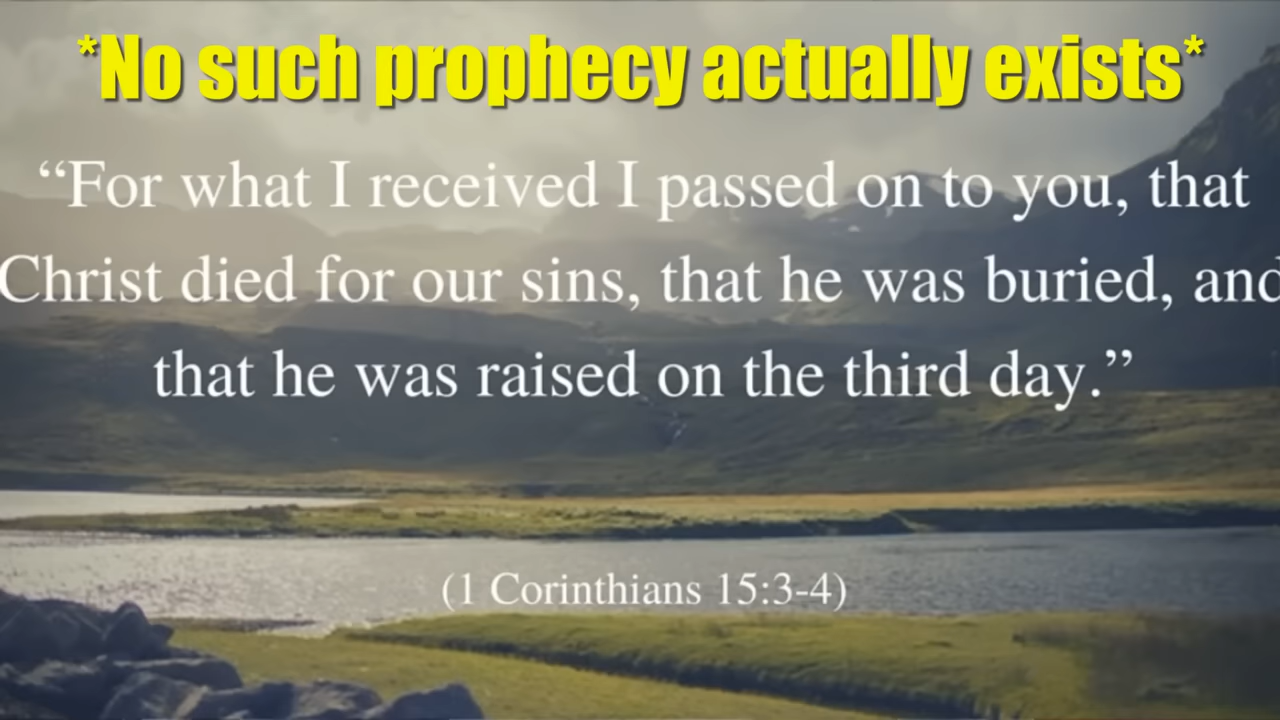 *No such prophecy actually exists*
“For what I received I passed on to you, that
Christ died for our sins, that he was buried, and
that he was raised on the third day.”
(1 Corinthians 15:3-4)